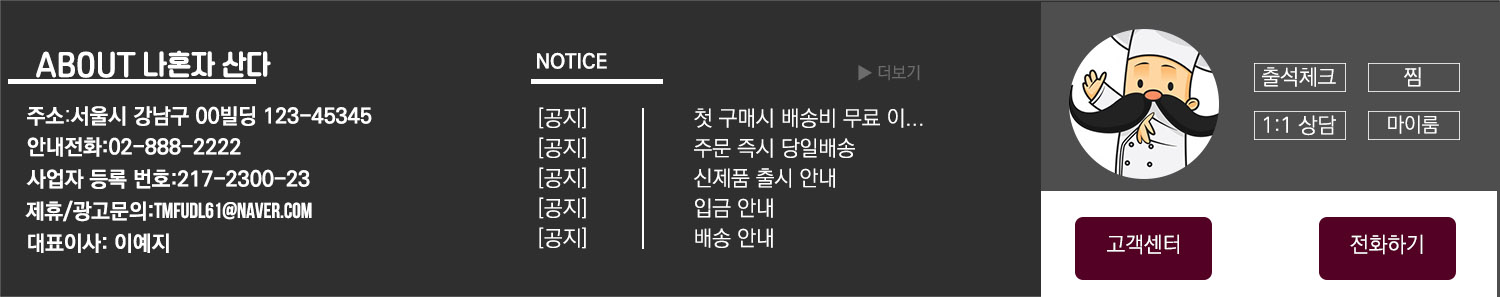 ABOUT 나혼자 산다
주소:서울시 강남구 00빌딩 123-45345
안내전화:02-888-2222
사업자 등록 번호:217-2300-23
제휴/광고문의:TMFUDL61@NAVER.COM
대표이사: 이예지
NOTICE
▶ 더보기
[공지] 첫 구매시 배송비 무료 이...
[공지] 주문 즉시 당일배송
[공지] 신제품 출시 안내
[공지] 입금 안내
[공지] 배송 안내
출석체크 찜
1:1 상담 마이룸
고객센터 전화하기